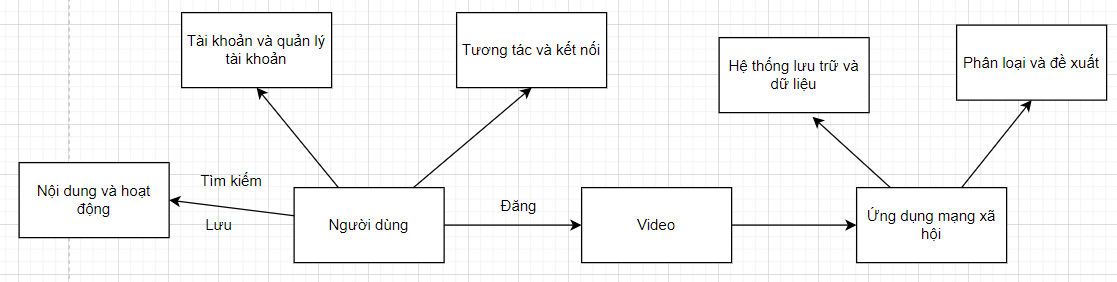 Tài khoản và quản lý
tài khoản
Tương tác và kết nối
Hệ thống lưu trữ và
dữ liệu
Phân loại và đề xuất
Nội dung và hoạt
động
Tìm kiếm
Lưu
Người dùng
Đăng
Video
Ứng dụng mạng xã
hội